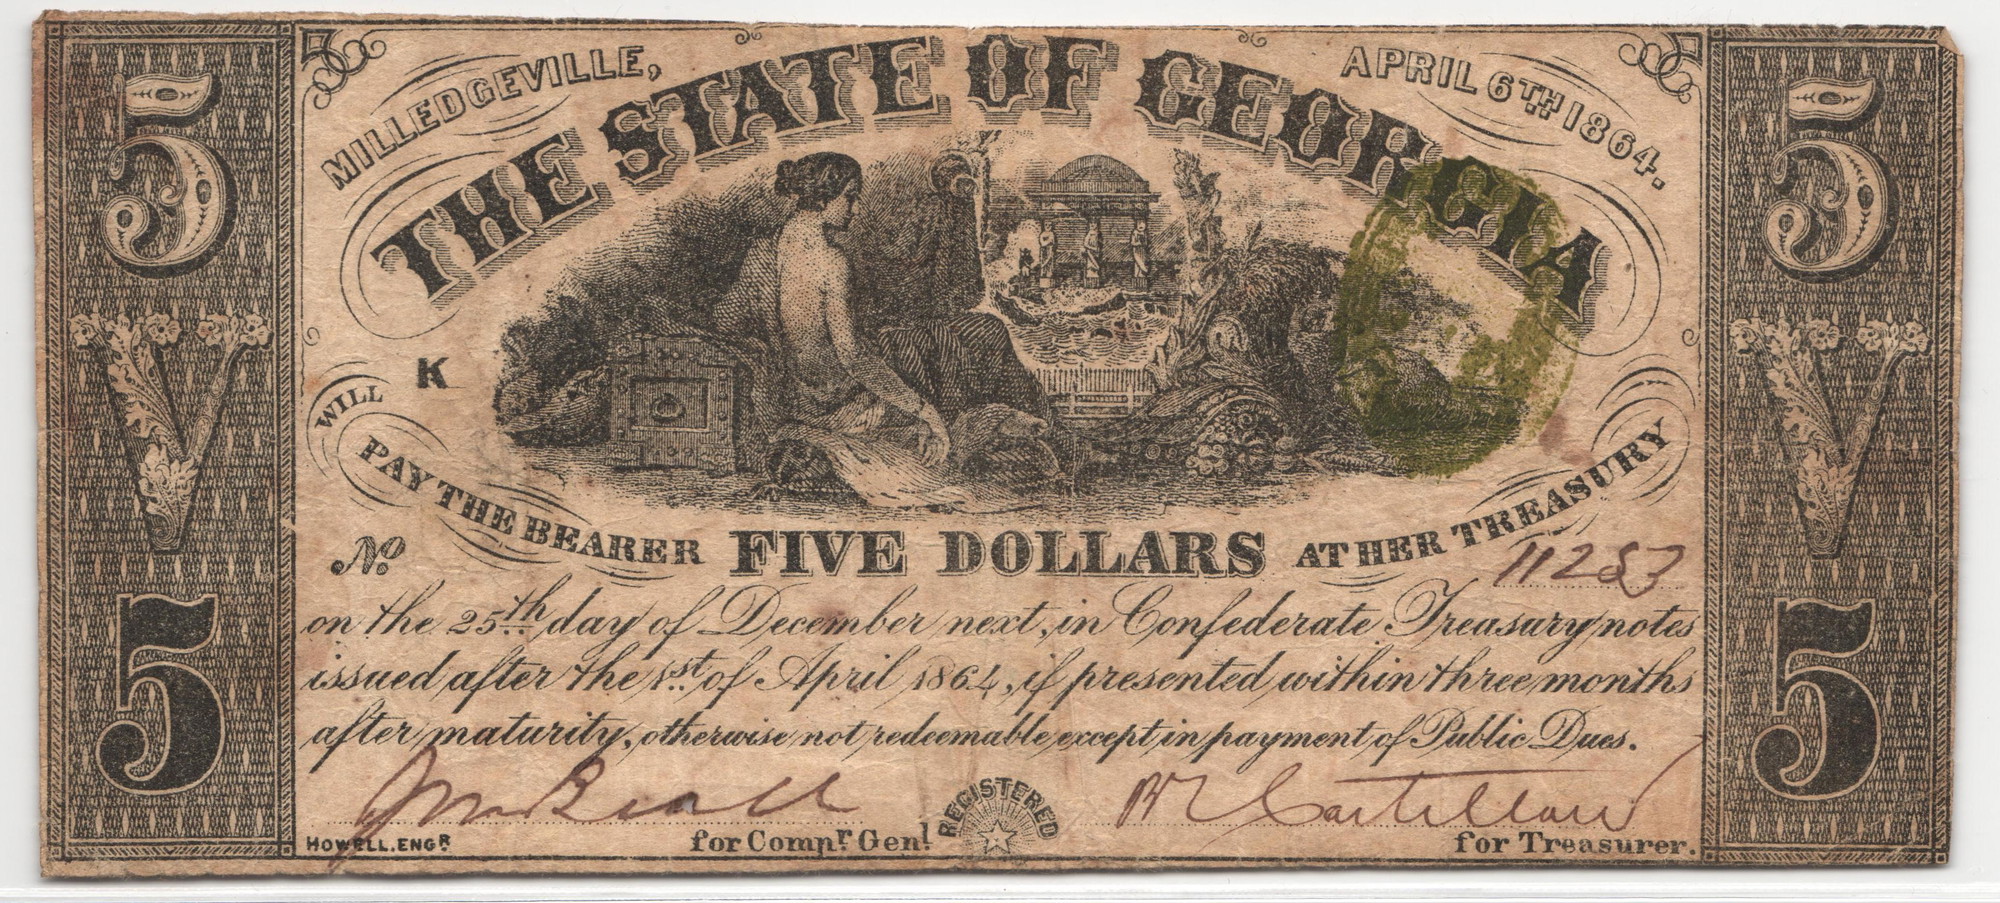 MILLEDGEVILLE, APRIL 6TH 1864.
THE STATE OF GEORGIA
5 5
V V
5 5
K
WILL PAY THE BEARER FIVE DOLLARS AT HER TREASURY
No 11283
on the 25th day of December next, in Confederate Treasury notes
issued after the 1st of April 1864, if presented within three months
after maturity, otherwise not redeemable except in payment of Public Dues.
REGISTERED
HOWELL. ENGR for Compr Genl for Treasurer.